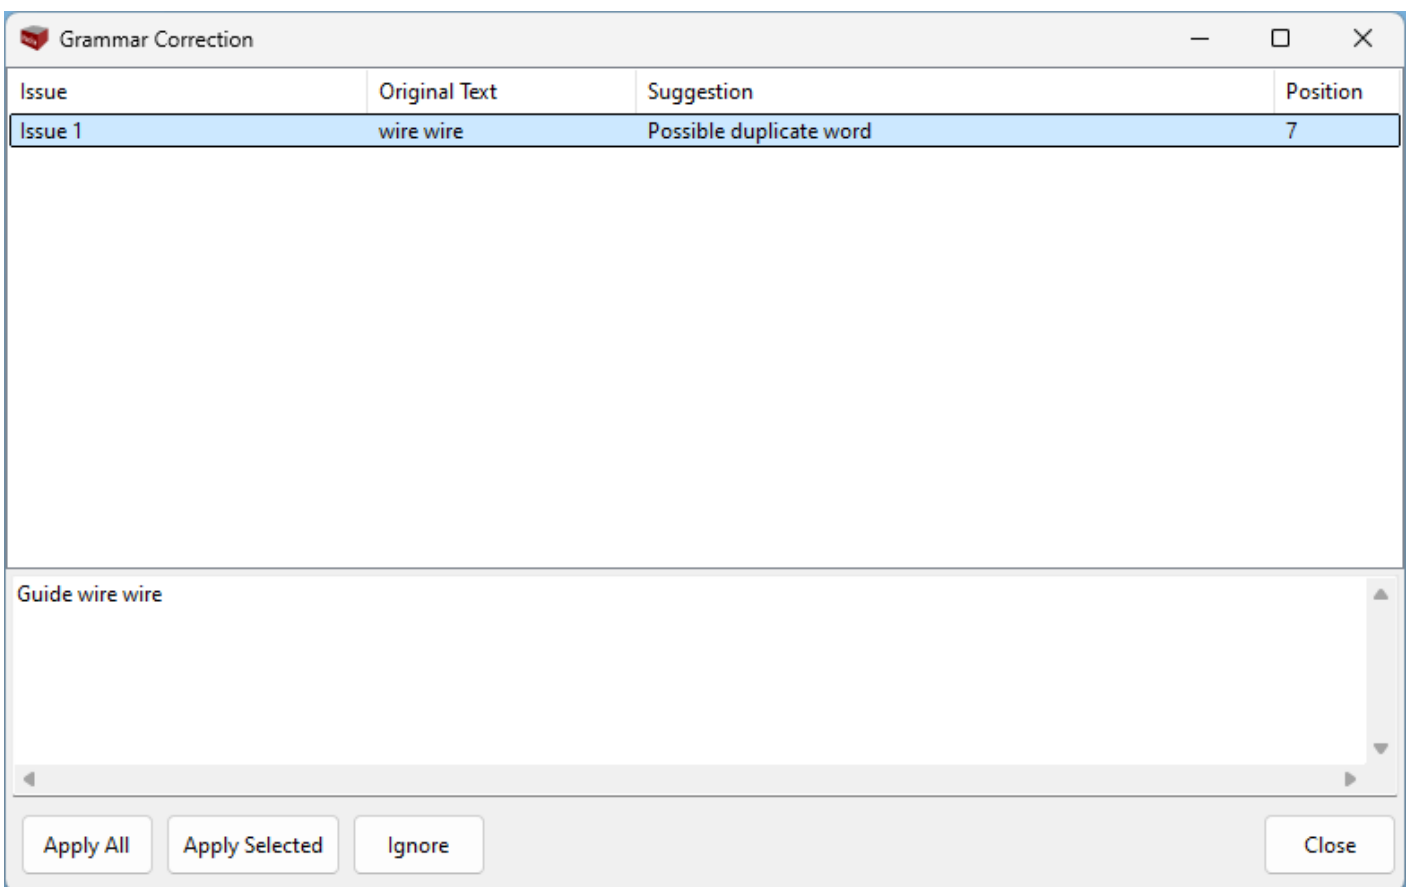 Grammar Correction
Issue Original Text Suggestion Position
Issue 1 wire wire Possible duplicate word 7
Guide wire wire
Apply All Apply Selected Ignore Close